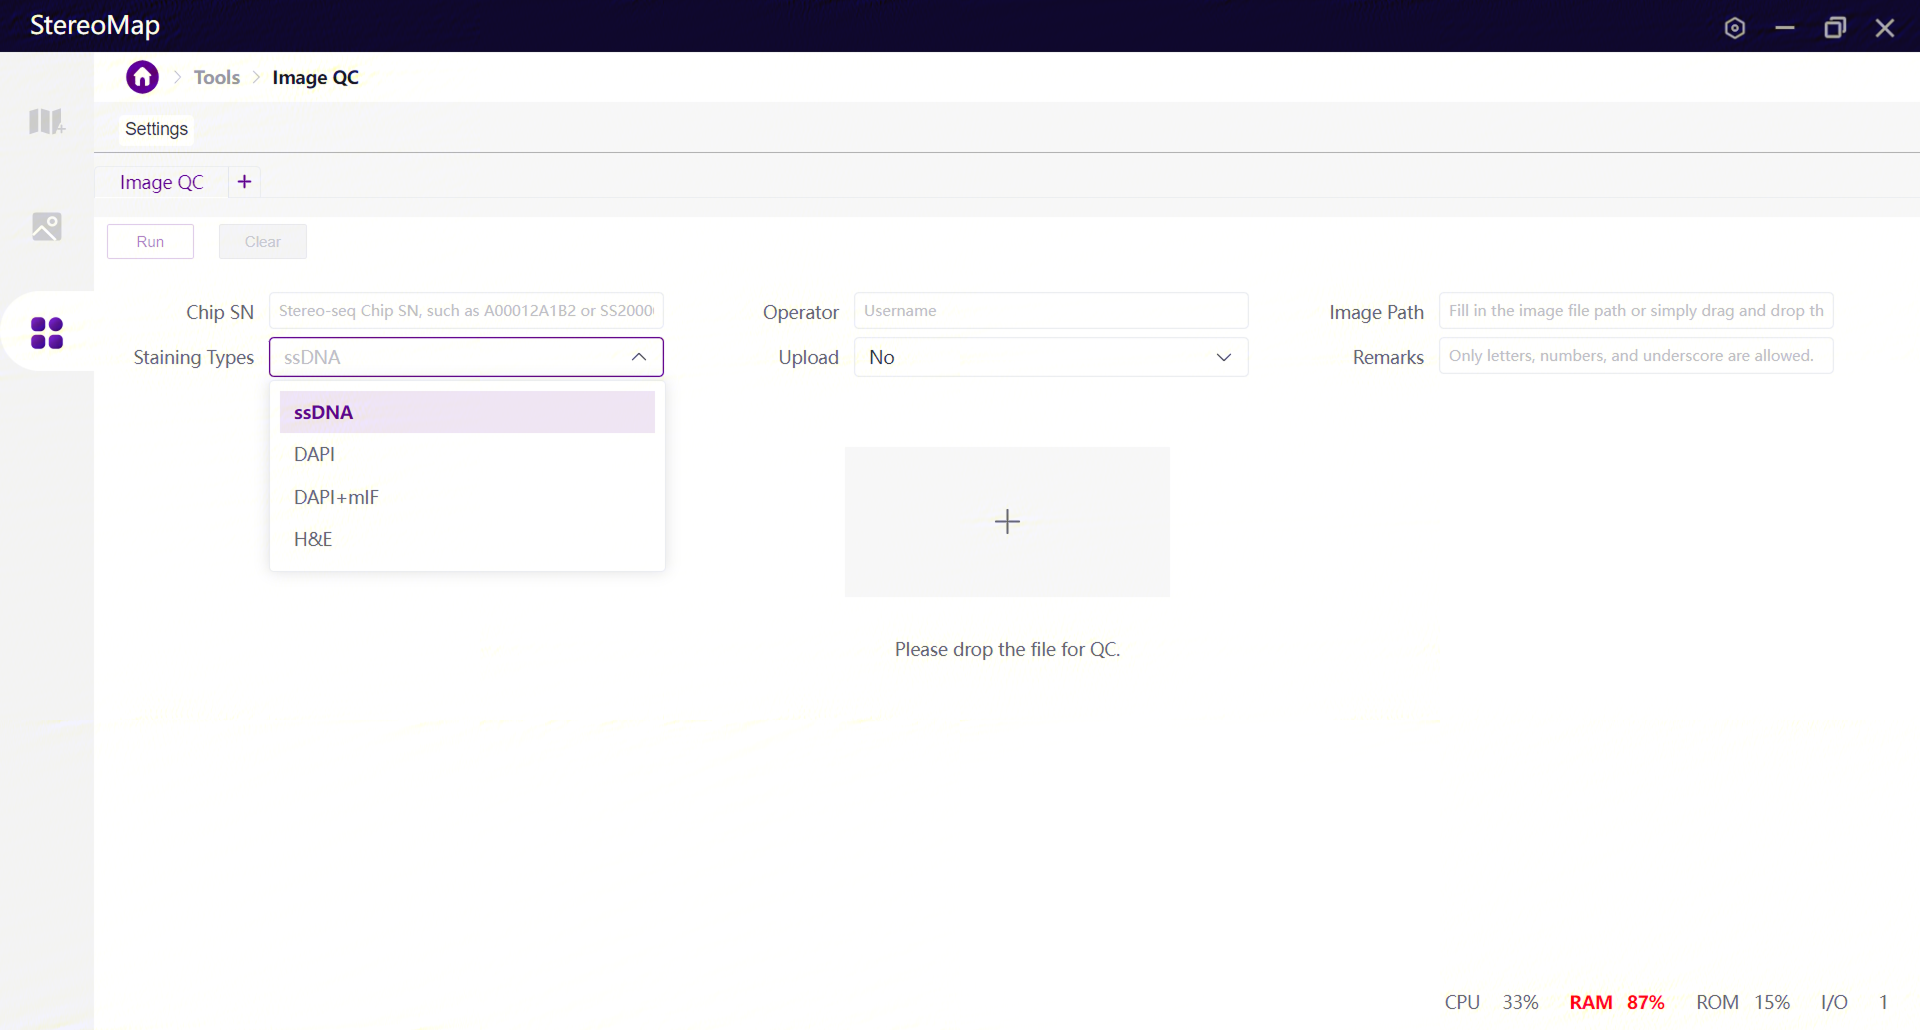 StereoMap
Tools Image QC
Settings
Image QC
Run Clear
Chip SN Stereo-seq Chip SN, such as A00012A1B2 or SS2000 Operator Username Image Path Fill in the image file path or simply drag and drop th
Staining Types ssDNA Upload No Remarks Only letters, numbers, and underscore are allowed.
ssDNA
DAPI
DAPI+mIF
H&E
Please drop the file for QC.
CPU 33% RAM 87% ROM 15% I/O 1